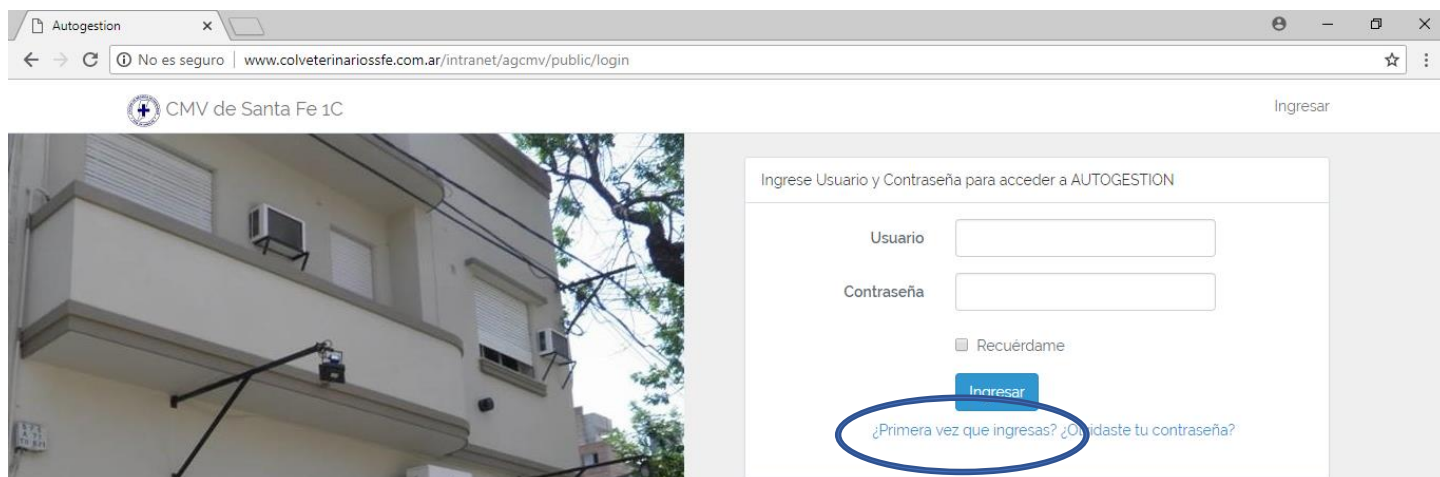 Autogestion
No es seguro | www.colveterinariossfe.com.ar/intranet/agcmv/public/login
CMV de Santa Fe 1C
Ingresar
Ingrese Usuario y Contraseña para acceder a AUTOGESTION
Usuario
Contraseña
Recuérdame
Ingresar
¿Primera vez que ingresas? ¿Olvidaste tu contraseña?